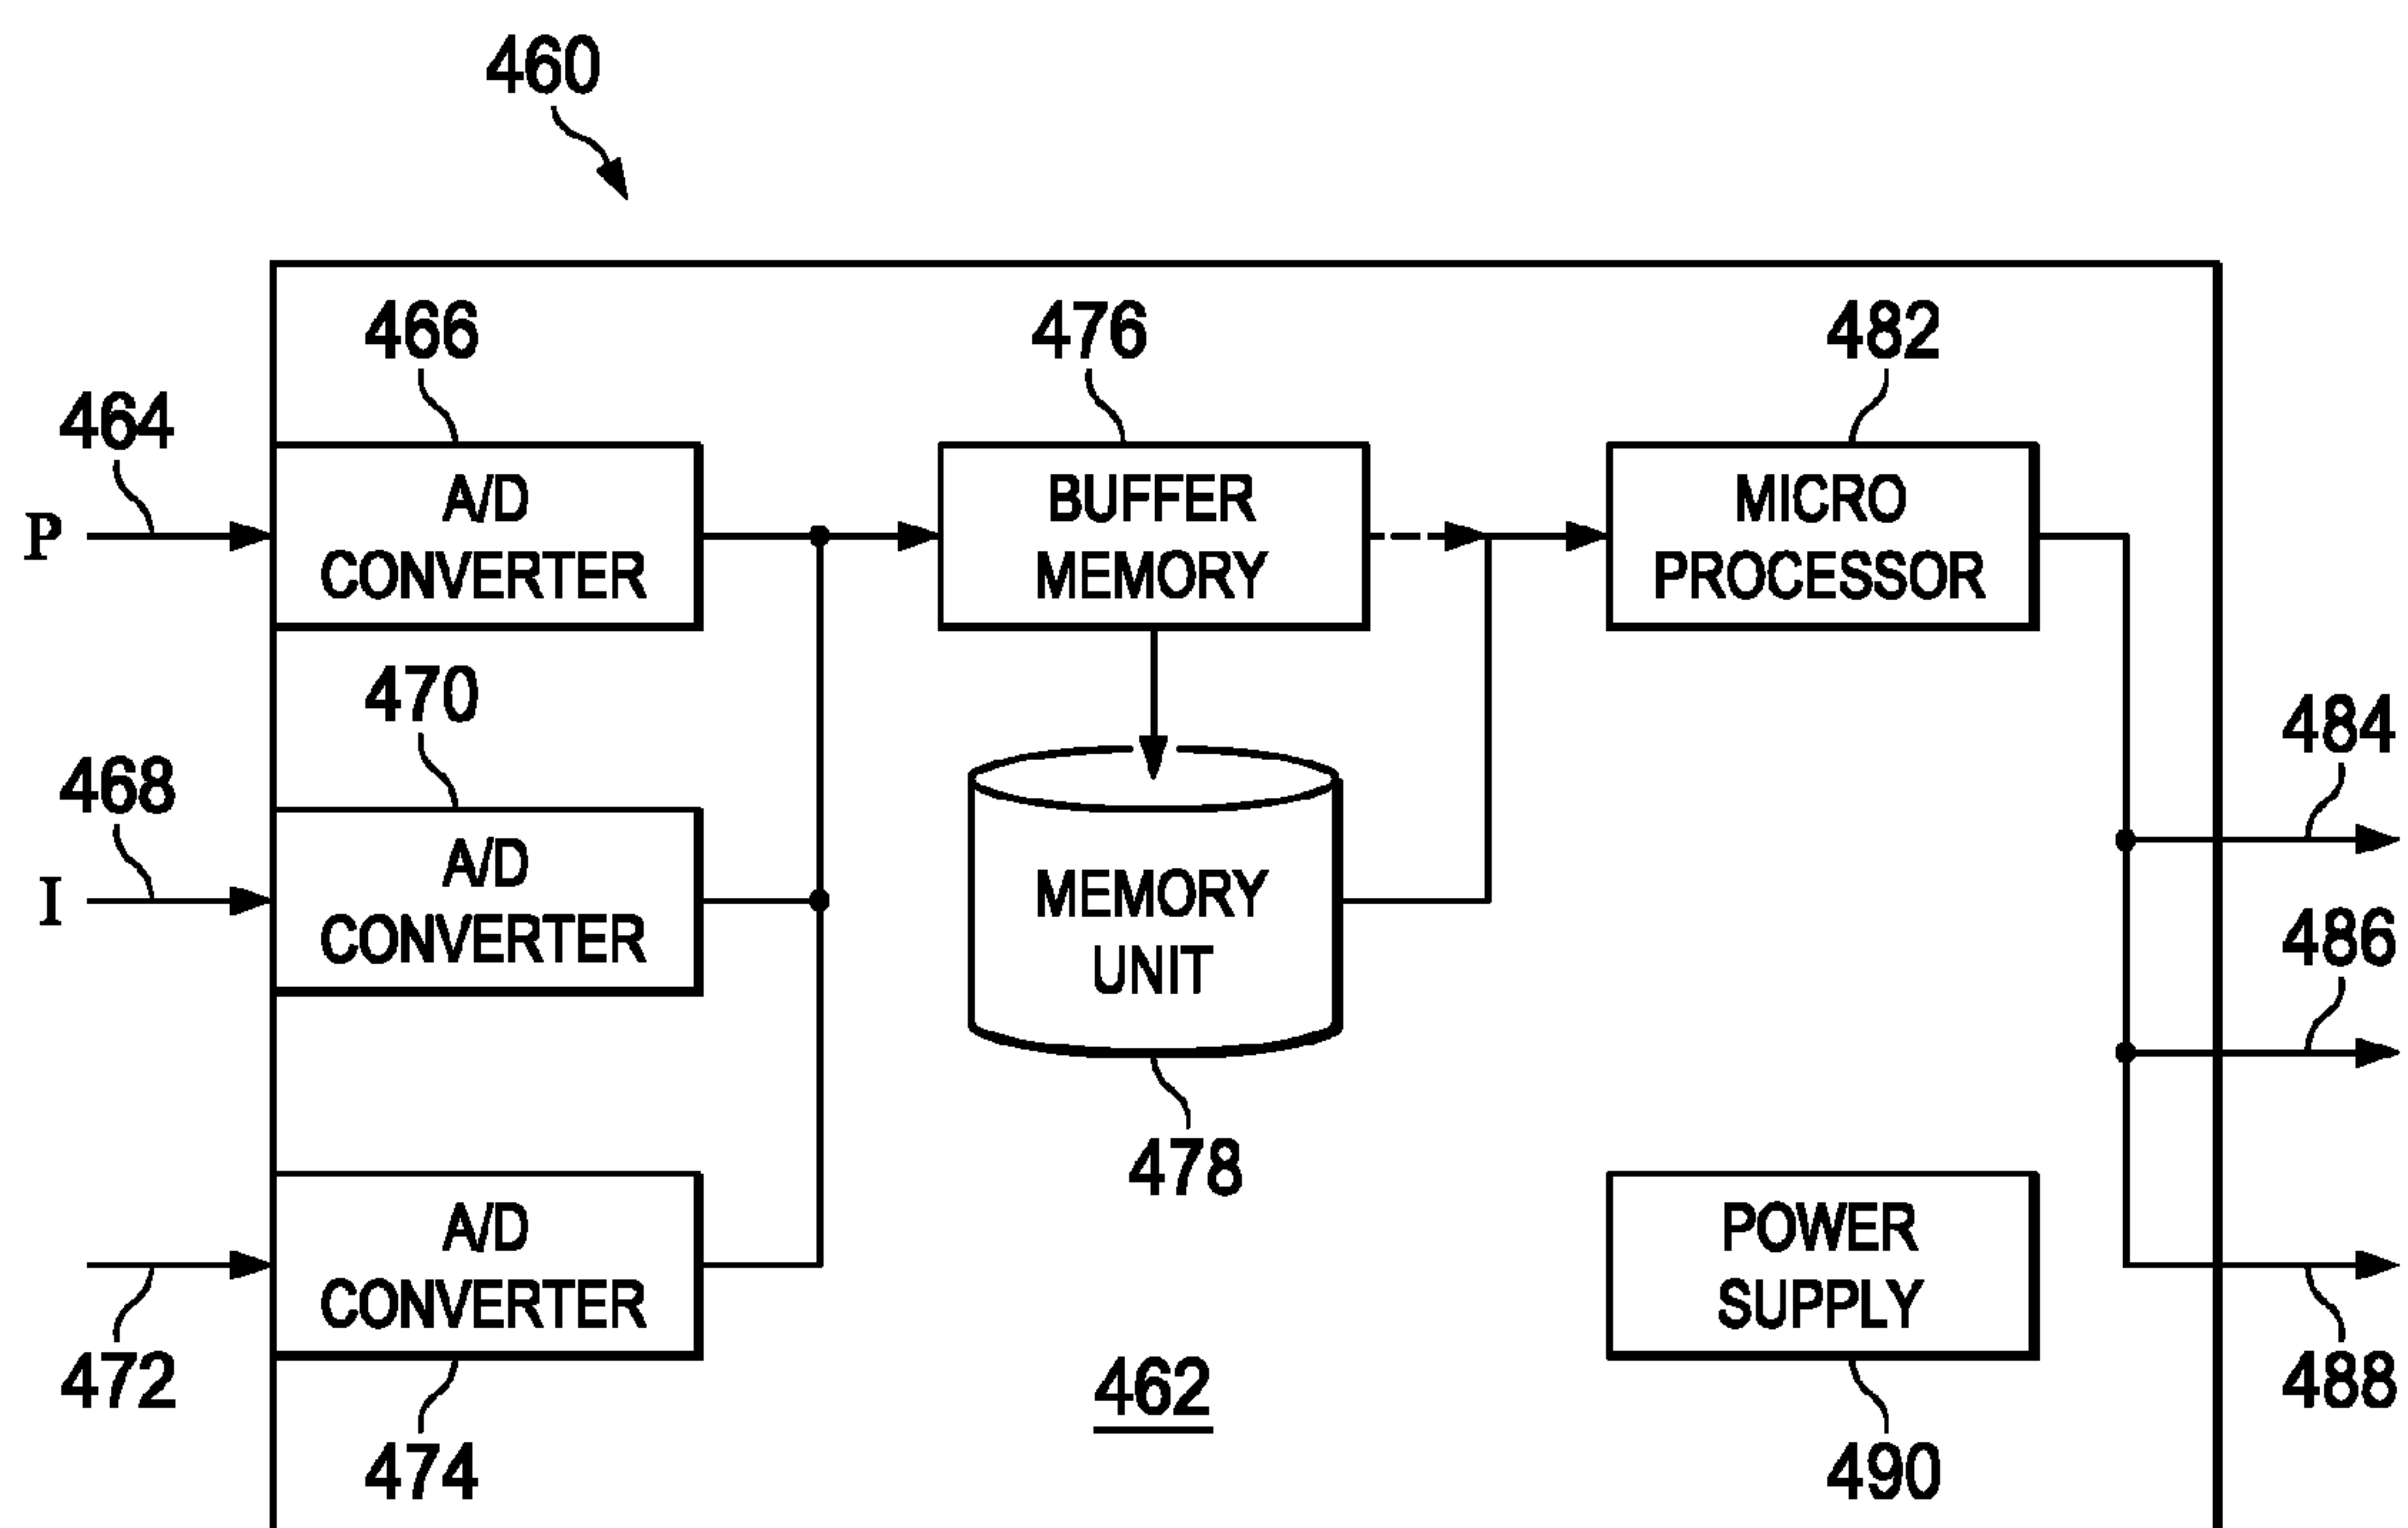 460
466
476
482
464
P
A/D
CONVERTER
BUFFER
MEMORY
MICRO
PROCESSOR
470
468
I
A/D
CONVERTER
MEMORY
UNIT
484
486
478
472
A/D
CONVERTER
POWER
SUPPLY
488
462
474
490